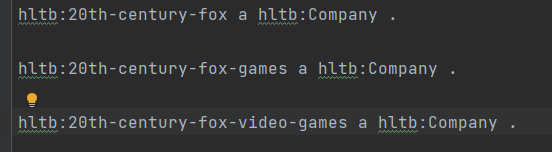 hltb:20th-century-fox a hltb:Company .
hltb:20th-century-fox-games a hltb:Company .
hltb:20th-century-fox-video-games a hltb:Company .